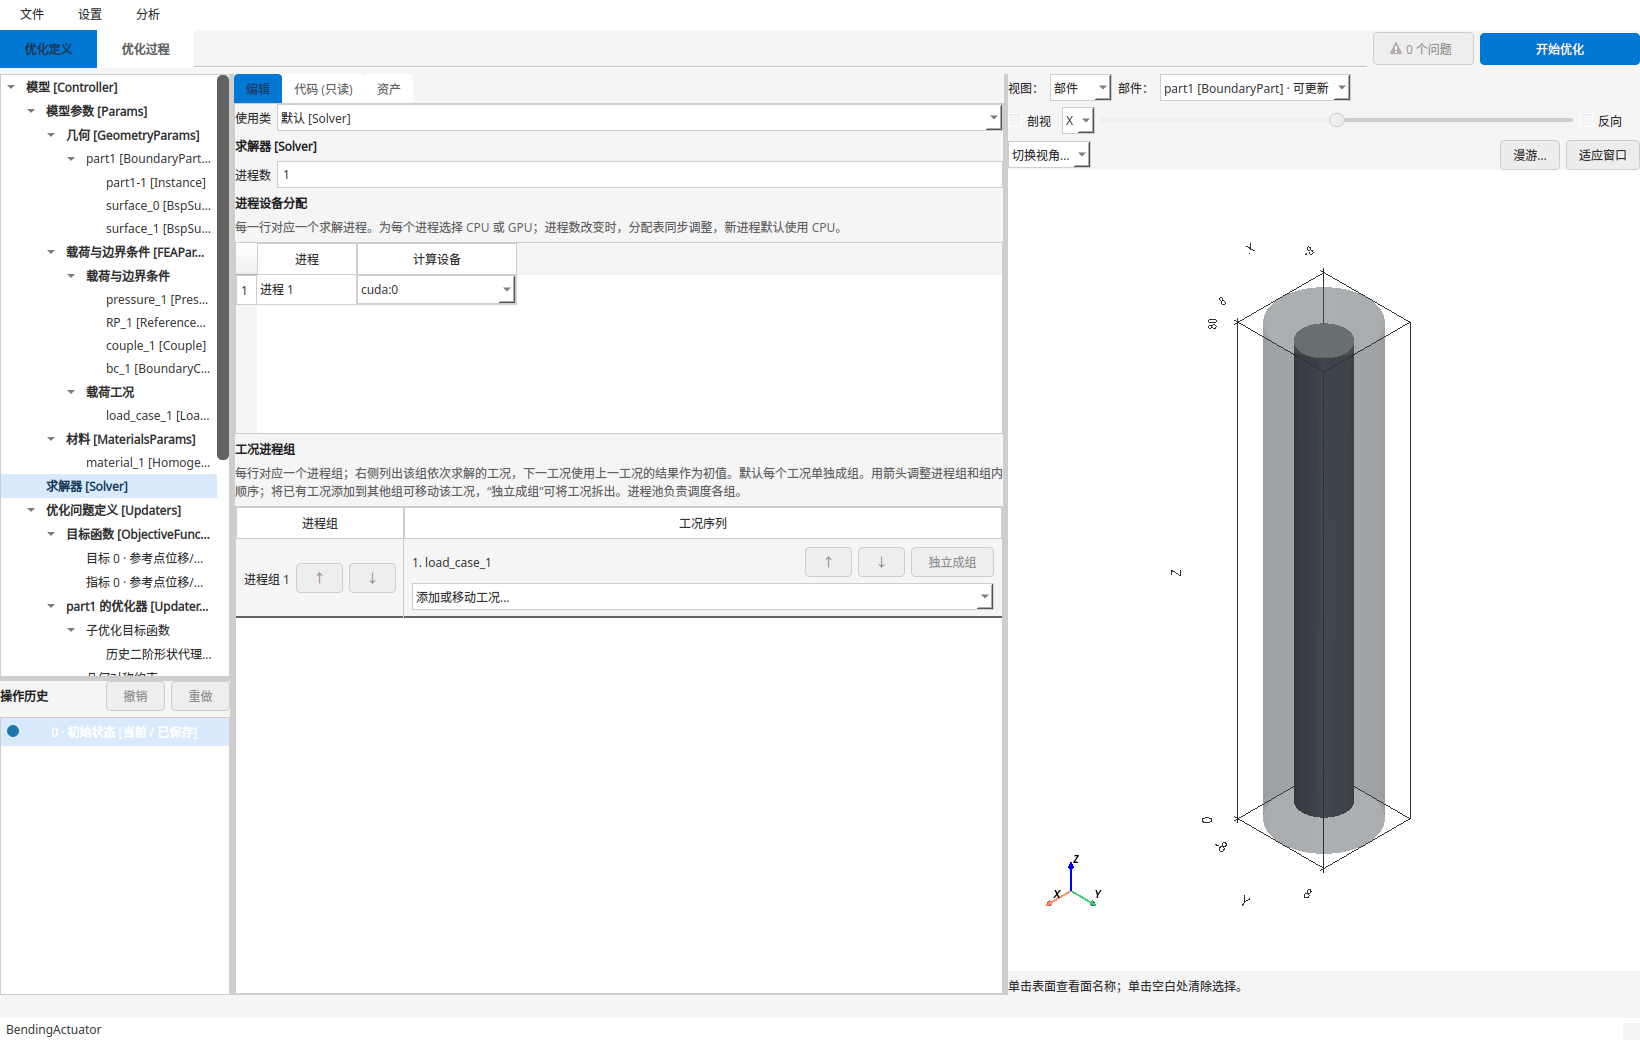 文件 设置 分析
优化定义 优化过程 0 个问题 开始优化
模型 [Controller]
模型参数 [Params]
几何 [GeometryParams]
part1 [BoundaryPart...
part1-1 [Instance]
surface_0 [BspSu...
surface_1 [BspSu...
载荷与边界条件 [FEAPar...
载荷与边界条件
pressure_1 [Pres...
RP_1 [Reference...
couple_1 [Couple]
bc_1 [BoundaryC...
载荷工况
load_case_1 [Loa...
材料 [MaterialsParams]
material_1 [Homoge...
求解器 [Solver]
优化问题定义 [Updaters]
目标函数 [ObjectiveFunc...
目标 0 · 参考点位移/...
指标 0 · 参考点位移/...
part1 的优化器 [Updater...
子优化目标函数
历史二阶形状代理...
操作历史 撤销 重做
0 · 初始状态 [当前 / 已保存]
编辑 代码 (只读) 资产
使用类 默认 [Solver]
求解器 [Solver]
进程数 1
进程设备分配
每一行对应一个求解进程。为每个进程选择 CPU 或 GPU；进程数改变时，分配表同步调整，新进程默认使用 CPU。
进程 计算设备
1 进程 1 cuda:0
工况进程组
每行对应一个进程组；右侧列出该组依次求解的工况，下一工况使用上一工况的结果作为初值。默认每个工况单独成组。用箭头调整进程组和组内
顺序；将已有工况添加到其他组可移动该工况，“独立成组”可将工况拆出。进程池负责调度各组。
进程组 工况序列
进程组 1 ↑ ↓ 1. load_case_1 ↑ ↓ 独立成组
添加或移动工况...
视图： 部件 部件： part1 [BoundaryPart] · 可更新
剖视 X 反向
切换视角... 漫游... 适应窗口
80
Z
0
-8
Y
8
Z
X
Y
单击表面查看面名称；单击空白处清除选择。
BendingActuator